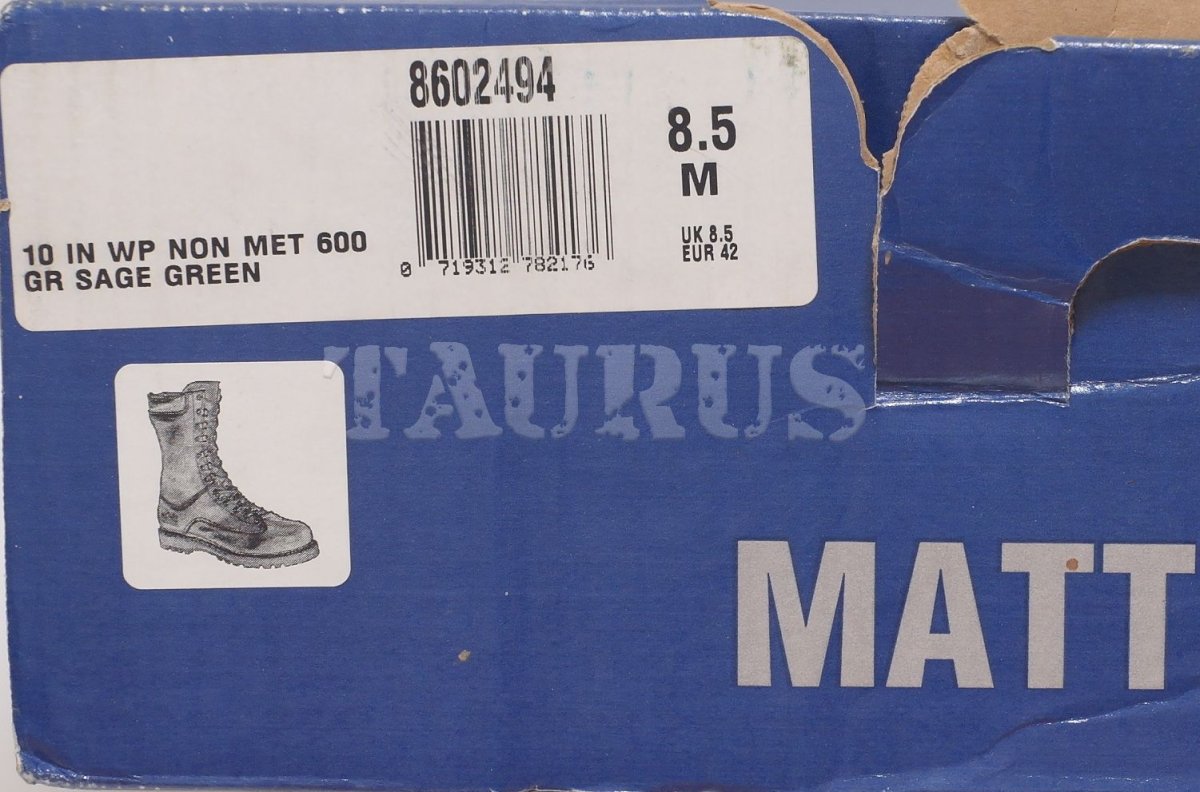 8602494
8.5
M
10 IN WP NON MET 600
GR SAGE GREEN
0 719312 782176
UK 8.5
EUR 42
TAURUS
MATT